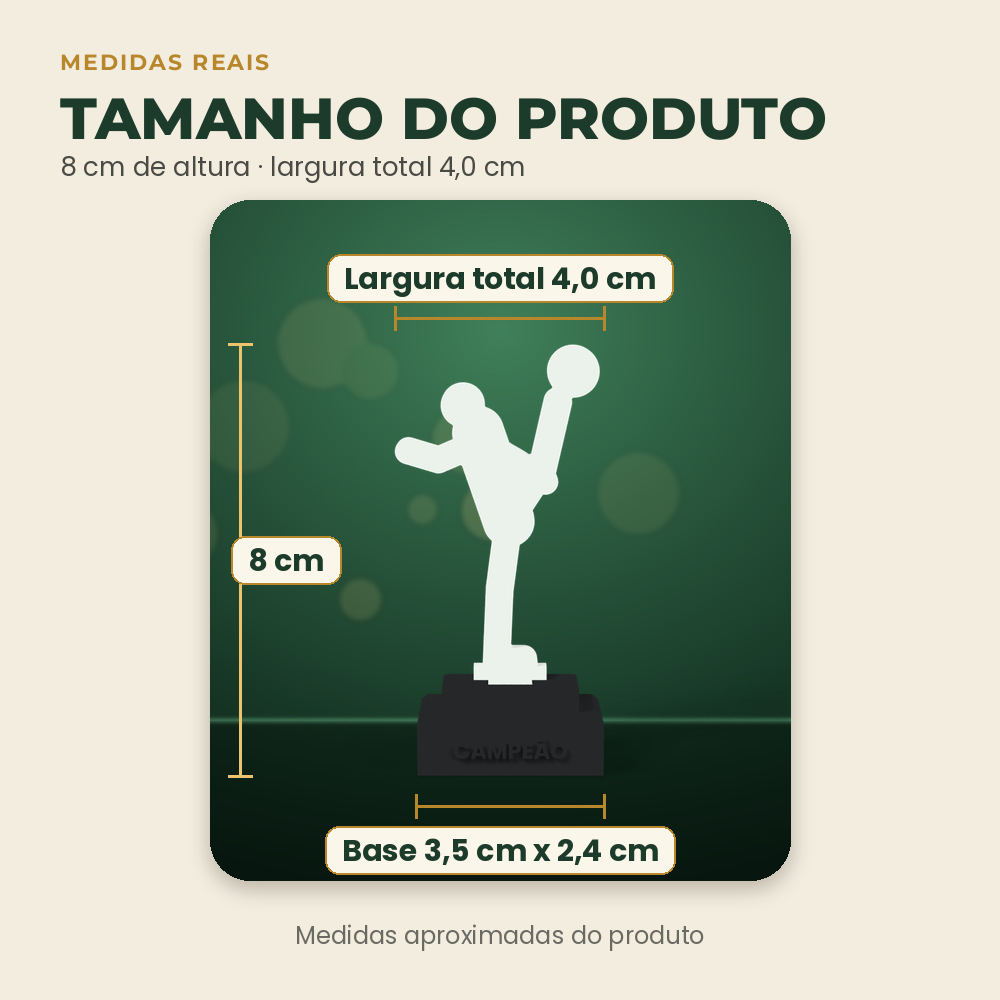 MEDIDAS REAIS
TAMANHO DO PRODUTO
8 cm de altura · largura total 4,0 cm
Largura total 4,0 cm
8 cm
CAMPEÃO
Base 3,5 cm x 2,4 cm
Medidas aproximadas do produto